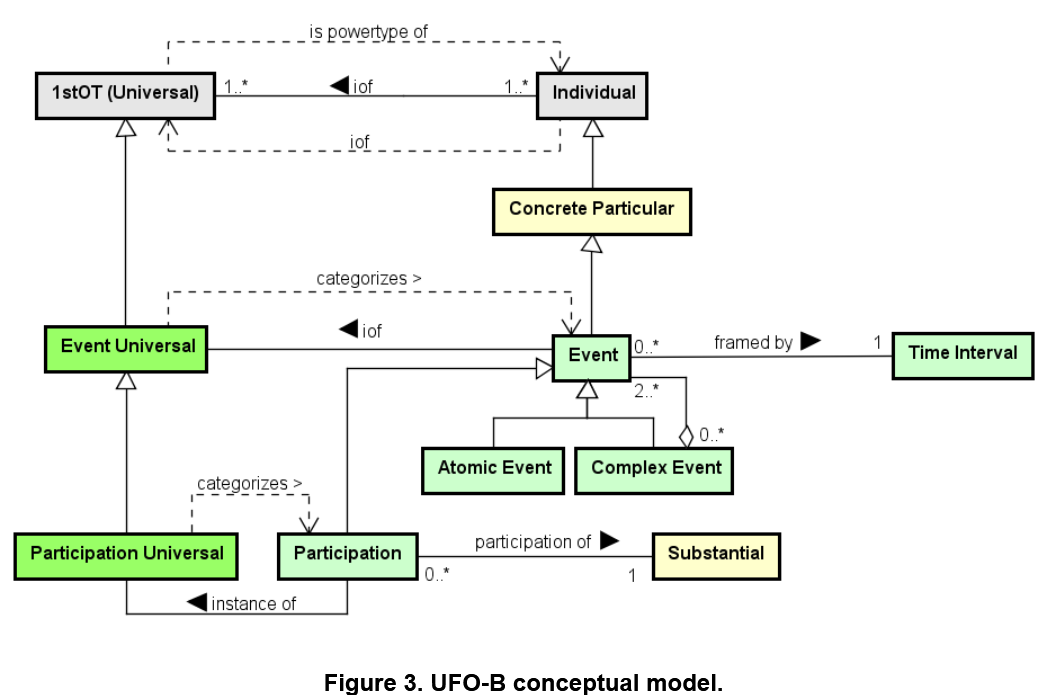 is powertype of
1stOT (Universal)
1..*
iof
1..*
Individual
iof
Concrete Particular
categorizes >
Event Universal
iof
Event
0..*
framed by
1
Time Interval
2..*
0..*
Atomic Event
Complex Event
categorizes >
Participation Universal
Participation
participation of
Substantial
0..*
1
instance of
Figure 3. UFO-B conceptual model.